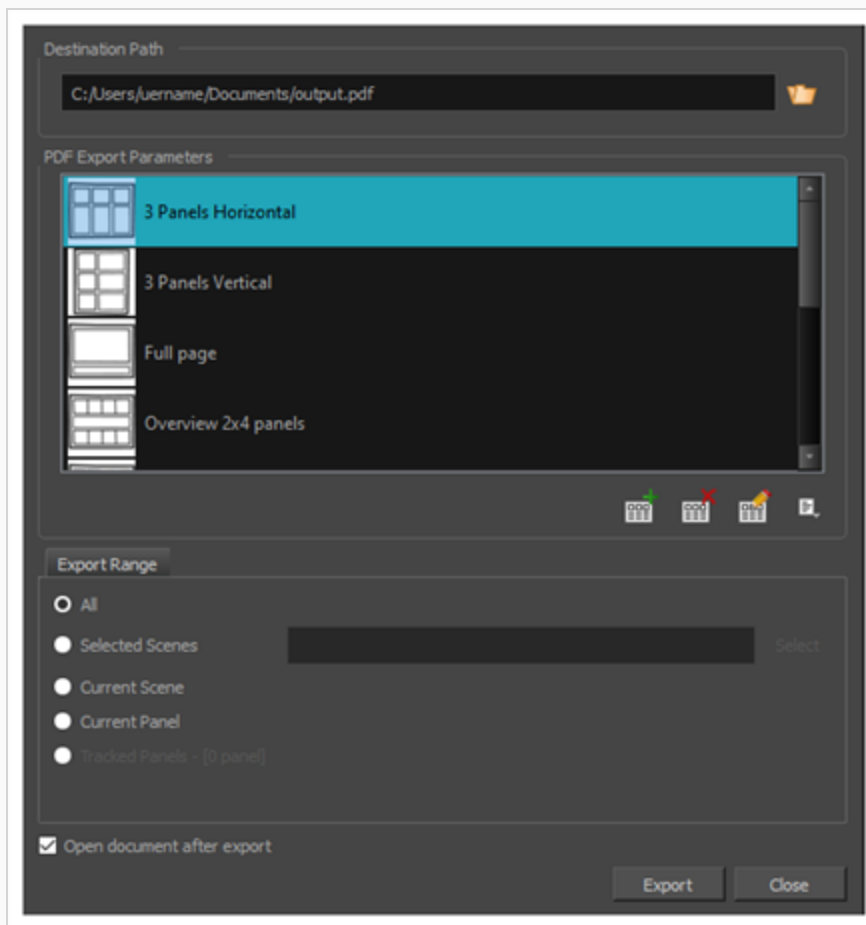 Destination Path
C:/Users/uername/Documents/output.pdf
PDF Export Parameters
3 Panels Horizontal
3 Panels Vertical
Full page
Overview 2x4 panels
Export Range
All
Selected Scenes Select
Current Scene
Current Panel
Tracked Panels - [0 panel]
Open document after export
Export Close